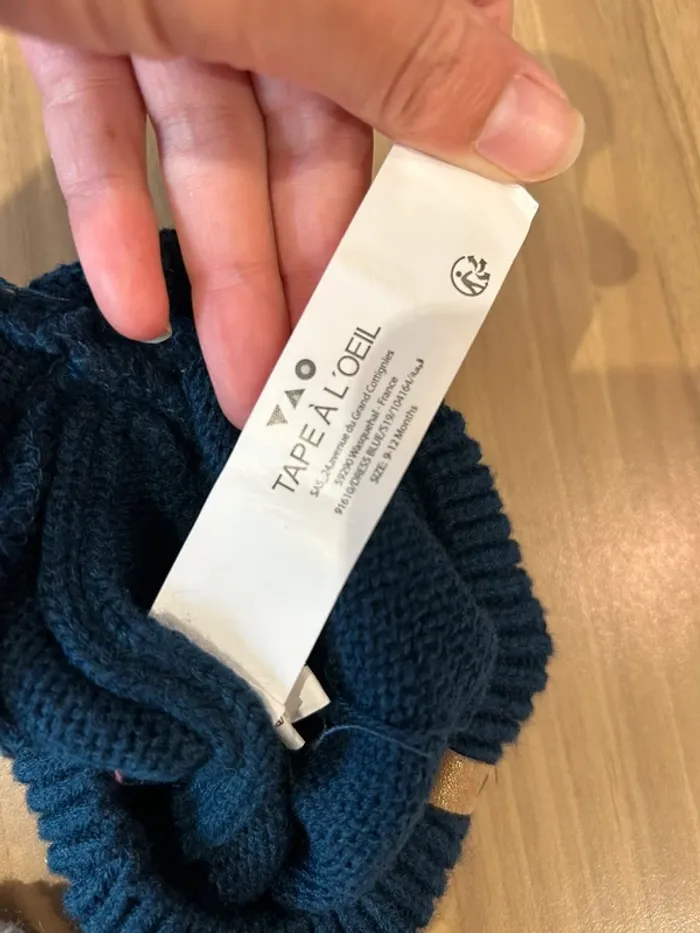 TAPE À L'OEIL
SAS, 24 avenue du Grand Cottignies
59290 Wasquehal - France
91610/DRESS BLUE/S19/104164/
SIZE: 9-12 Months